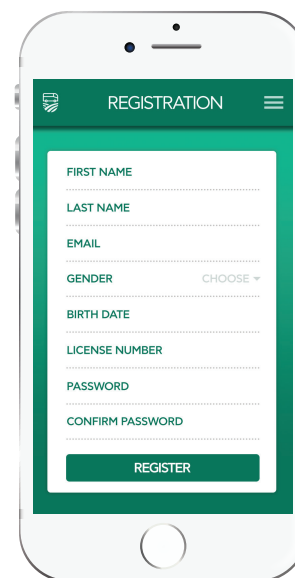 REGISTRATION
FIRST NAME
LAST NAME
EMAIL
GENDER CHOOSE
BIRTH DATE
LICENSE NUMBER
PASSWORD
CONFIRM PASSWORD
REGISTER